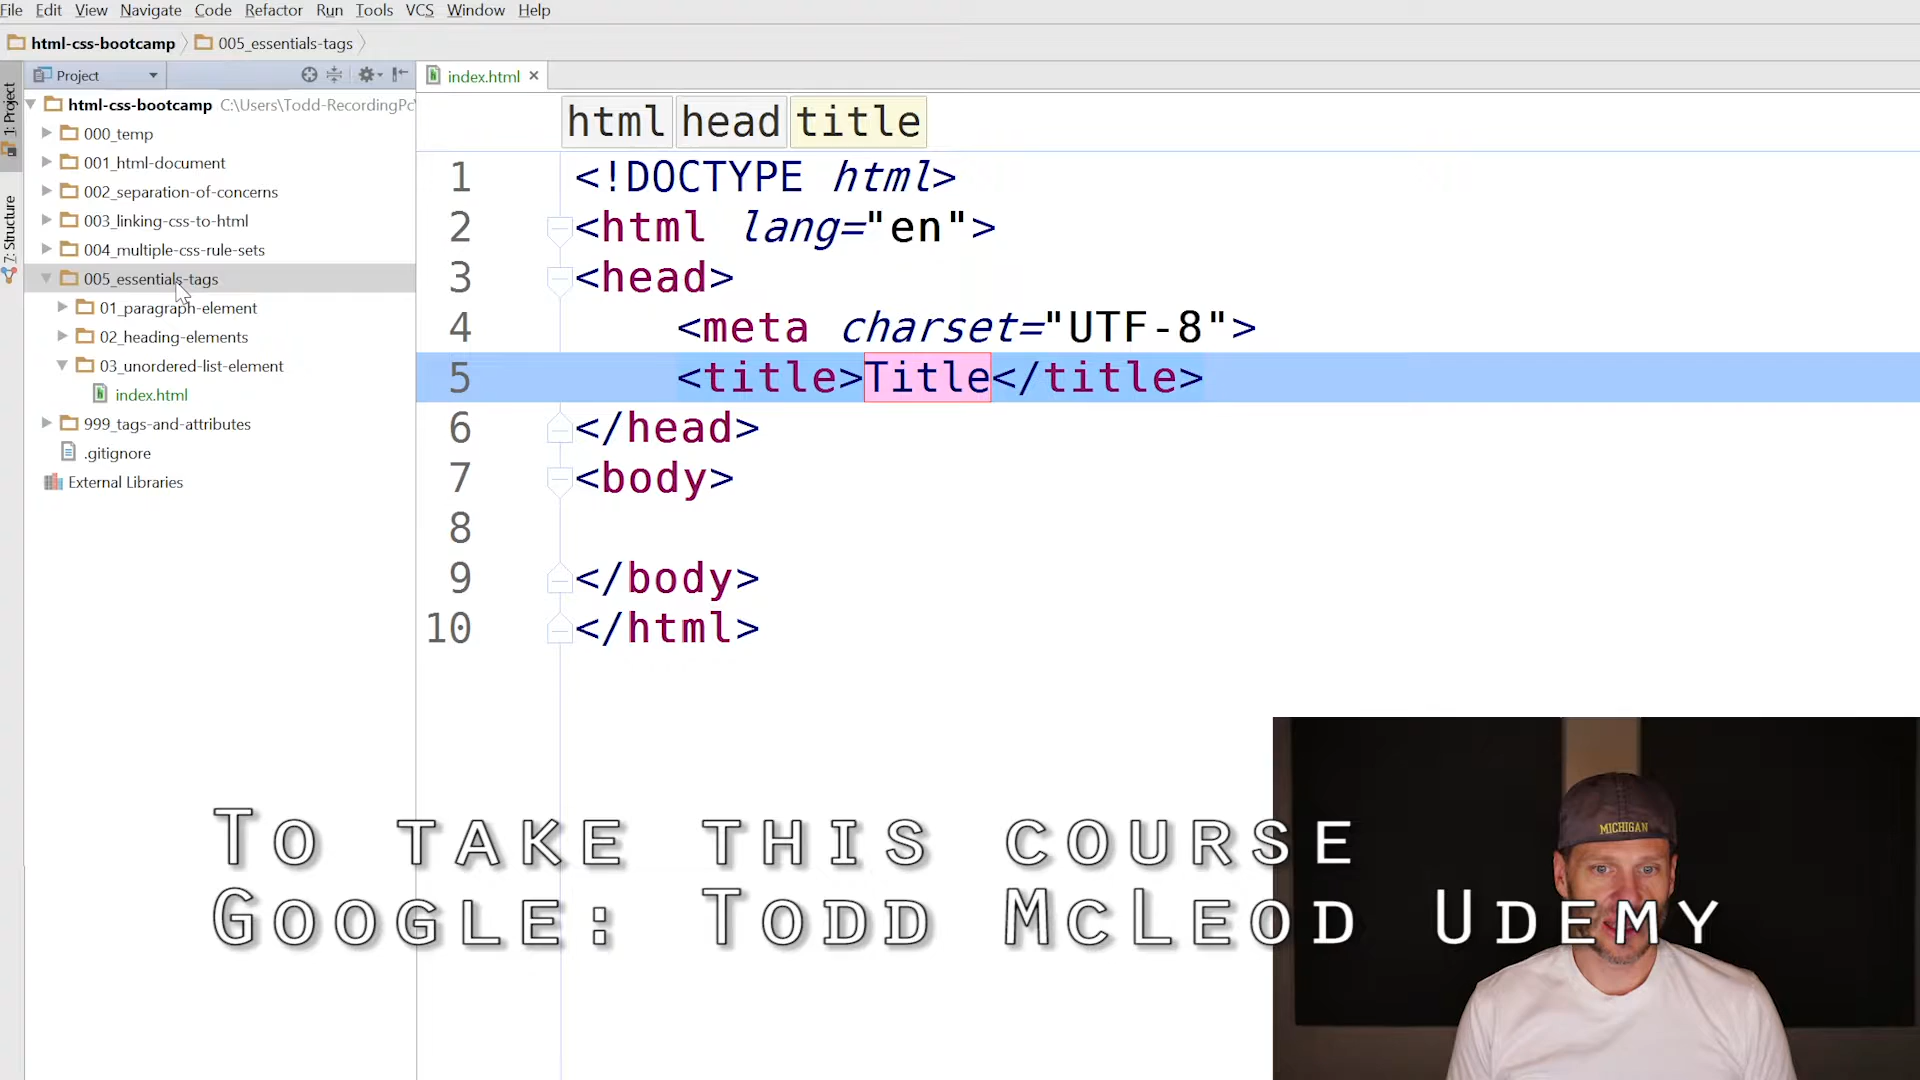 File Edit View Navigate Code Refactor Run Tools VCS Window Help
html-css-bootcamp 005_essentials-tags
Project
index.html
1: Project
7: Structure
html-css-bootcamp C:\Users\Todd-RecordingPc\
000_temp
001_html-document
002_separation-of-concerns
003_linking-css-to-html
004_multiple-css-rule-sets
005_essentials-tags
01_paragraph-element
02_heading-elements
03_unordered-list-element
index.html
999_tags-and-attributes
.gitignore
External Libraries
html head title
1 <!DOCTYPE html>
2 <html lang="en">
3 <head>
4 <meta charset="UTF-8">
5 <title>Title</title>
6 </head>
7 <body>
8
9 </body>
10 </html>
MICHIGAN
To take this course
Google: Todd McLeod Udemy